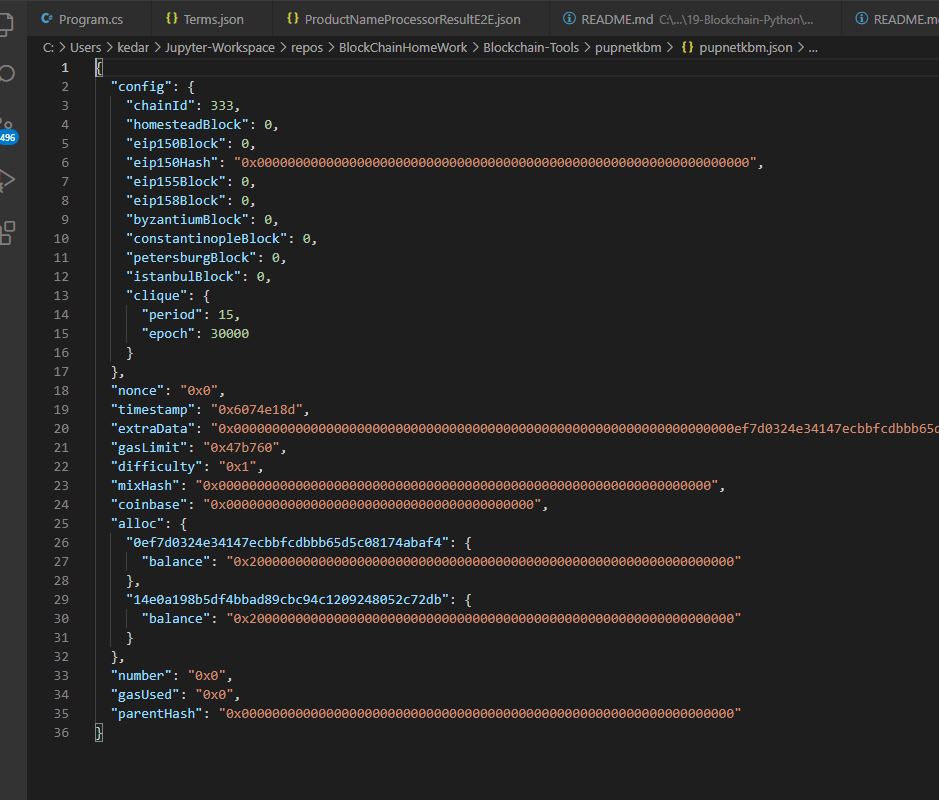 Program.cs
{} Terms.json
{} ProductNameProcessorResultE2E.json
README.md C:\...\19-Blockchain-Python\...
README.m
C: > Users > kedar > Jupyter-Workspace > repos > BlockChainHomeWork > Blockchain-Tools > pupnetkbm > {} pupnetkbm.json > ...
496
1 {
2 "config": {
3 "chainId": 333,
4 "homesteadBlock": 0,
5 "eip150Block": 0,
6 "eip150Hash": "0x0000000000000000000000000000000000000000000000000000000000000000",
7 "eip155Block": 0,
8 "eip158Block": 0,
9 "byzantiumBlock": 0,
10 "constantinopleBlock": 0,
11 "petersburgBlock": 0,
12 "istanbulBlock": 0,
13 "clique": {
14 "period": 15,
15 "epoch": 30000
16 }
17 },
18 "nonce": "0x0",
19 "timestamp": "0x6074e18d",
20 "extraData": "0x00000000000000000000000000000000000000000000000000000000000000000ef7d0324e34147ecbbfcdbbb65d
21 "gasLimit": "0x47b760",
22 "difficulty": "0x1",
23 "mixHash": "0x0000000000000000000000000000000000000000000000000000000000000000",
24 "coinbase": "0x0000000000000000000000000000000000000000",
25 "alloc": {
26 "0ef7d0324e34147ecbbfcdbbb65d5c08174abaf4": {
27 "balance": "0x200000000000000000000000000000000000000000000000000000000000000"
28 },
29 "14e0a198b5df4bbad89cbc94c1209248052c72db": {
30 "balance": "0x200000000000000000000000000000000000000000000000000000000000000"
31 }
32 },
33 "number": "0x0",
34 "gasUsed": "0x0",
35 "parentHash": "0x0000000000000000000000000000000000000000000000000000000000000000"
36 }